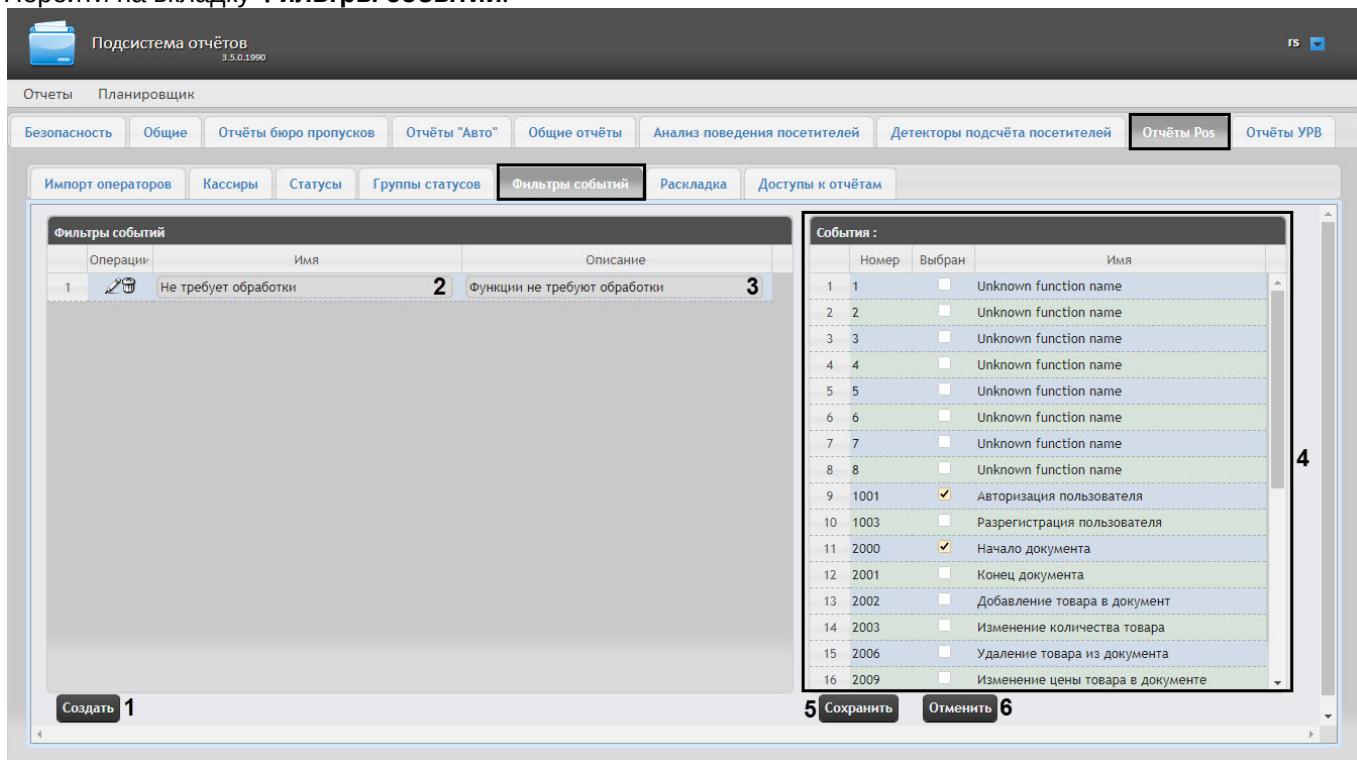 Перейти на вкладку Фильтры событий.
Подсистема отчётов
3.5.0.1990
rs
Отчеты Планировщик
Безопасность Общие Отчёты бюро пропусков Отчёты "Авто" Общие отчёты Анализ поведения посетителей Детекторы подсчёта посетителей Отчёты Pos Отчёты УРВ
Импорт операторов Кассиры Статусы Группы статусов Фильтры событий Раскладка Доступы к отчётам
Фильтры событий
Операции Имя Описание
1 Не требует обработки 2 Функции не требуют обработки 3
События :
Номер Выбран Имя
1 1 Unknown function name
2 2 Unknown function name
3 3 Unknown function name
4 4 Unknown function name
5 5 Unknown function name
6 6 Unknown function name
7 7 Unknown function name
8 8 Unknown function name
4
9 1001 Авторизация пользователя
10 1003 Разрегистрация пользователя
11 2000 Начало документа
12 2001 Конец документа
13 2002 Добавление товара в документ
14 2003 Изменение количества товара
15 2006 Удаление товара из документа
16 2009 Изменение цены товара в документе
Создать 1
5 Сохранить Отменить 6